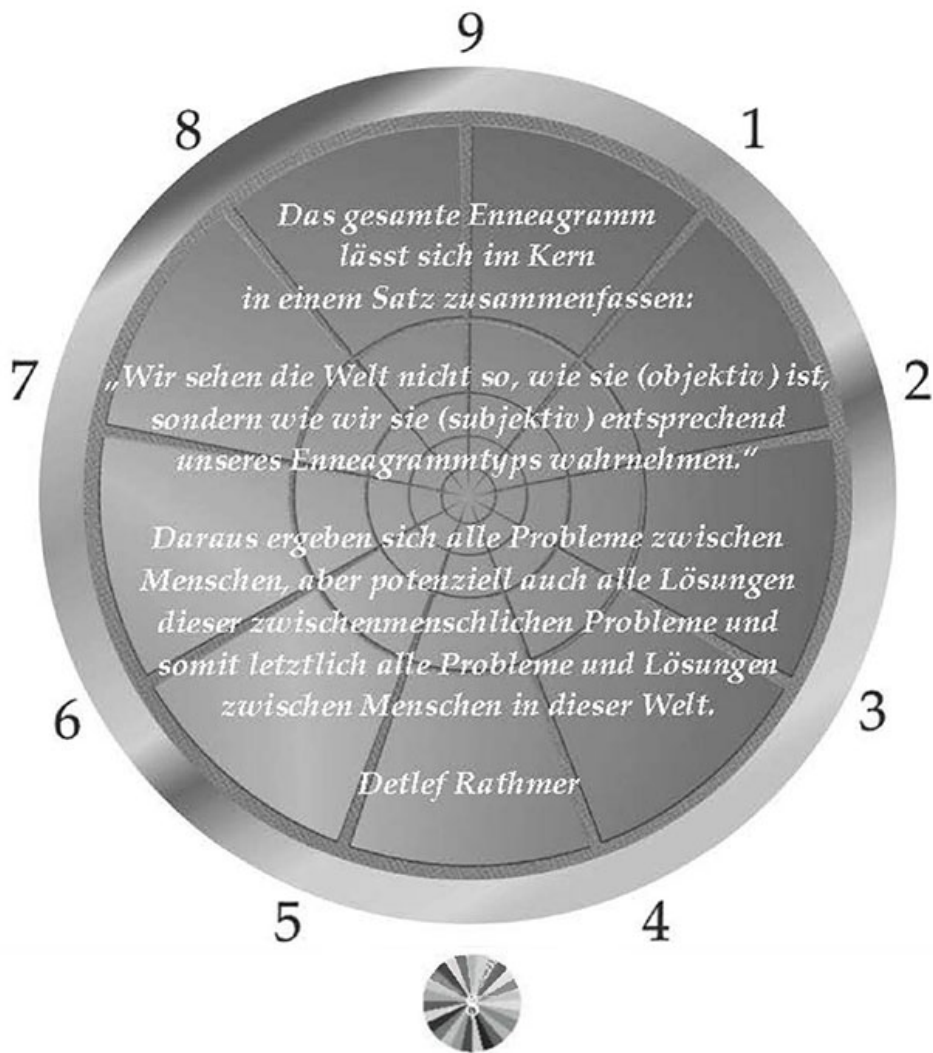 9
8
1
Das gesamte Enneagramm
lässt sich im Kern
in einem Satz zusammenfassen:
7
2
„Wir sehen die Welt nicht so, wie sie (objektiv) ist,
sondern wie wir sie (subjektiv) entsprechend
unseres Enneagrammtyps wahrnehmen.“
Daraus ergeben sich alle Probleme zwischen
Menschen, aber potenziell auch alle Lösungen
dieser zwischenmenschlichen Probleme und
somit letztlich alle Probleme und Lösungen
zwischen Menschen in dieser Welt.
6
3
Detlef Rathmer
5
4
8